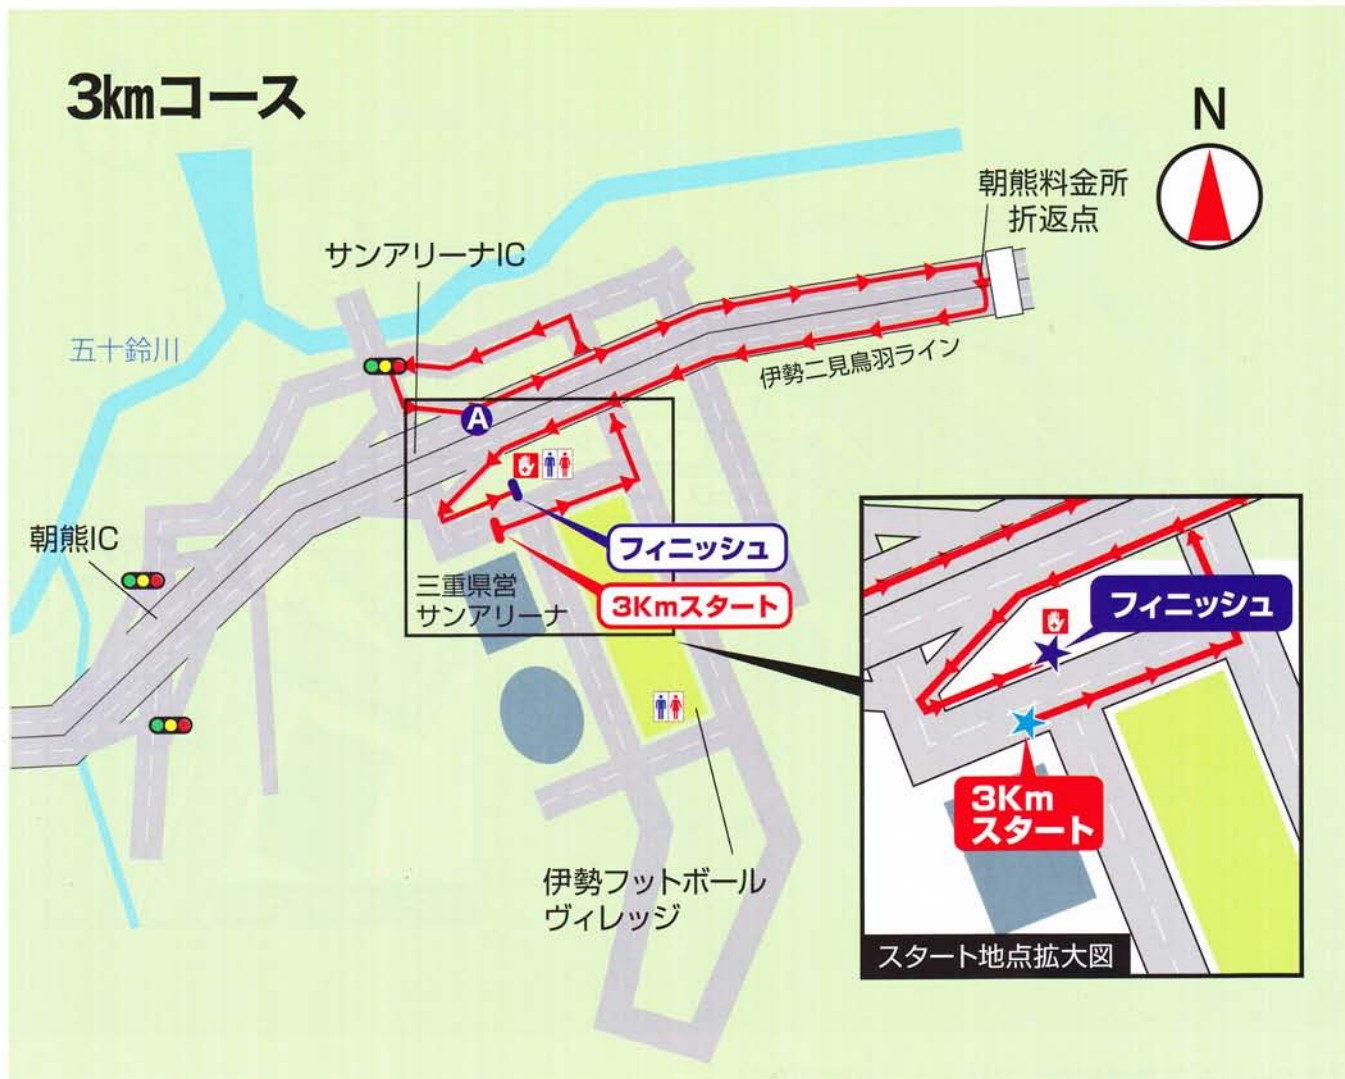 3kmコース
N
朝熊料金所
折返点
サンアリーナIC
五十鈴川
伊勢二見鳥羽ライン
A
朝熊IC
フィニッシュ
三重県営
サンアリーナ
3Kmスタート
フィニッシュ
3Km
スタート
伊勢フットボール
ヴィレッジ
スタート地点拡大図